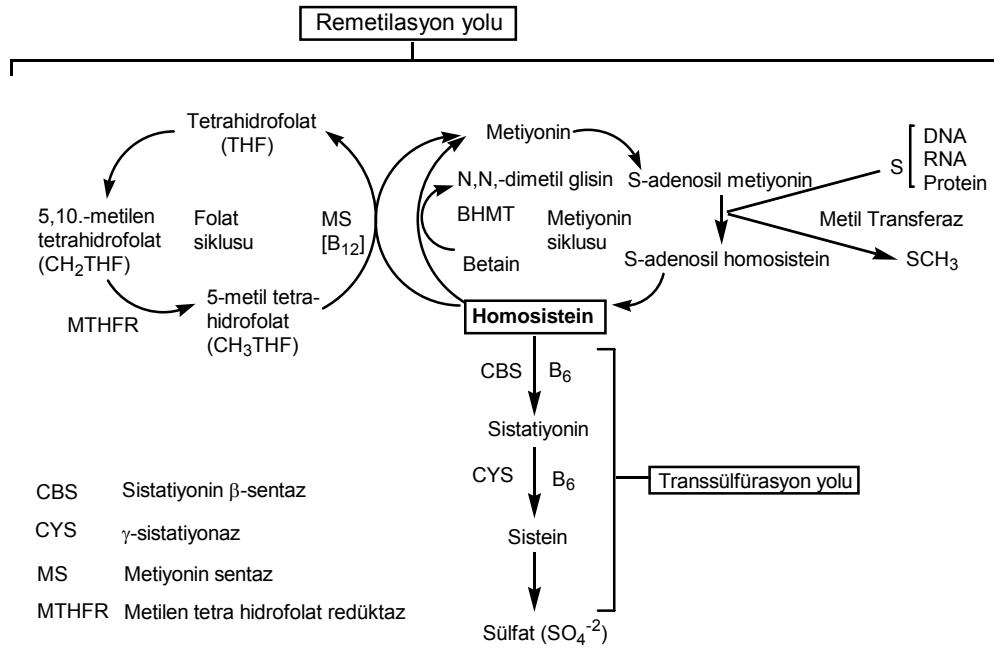 Remetilasyon yolu
Tetrahidrofolat
(THF)
5,10.-metilen
tetrahidrofolat
(CH₂THF)
Folat
siklusu
MTHFR
5-metil tetra-
hidrofolat
(CH₃THF)
MS
[B₁₂]
Metiyonin
N,N,-dimetil glisin
BHMT
Betain
Metiyonin
siklusu
S-adenosil metiyonin
S
DNA
RNA
Protein
Metil Transferaz
S-adenosil homosistein
SCH₃
Homosistein
CBS B₆
Sistatiyonin
CYS B₆
Sistein
Sülfat (SO₄⁻²)
Transsülfürasyon yolu
CBS Sistatiyonin β-sentaz
CYS γ-sistatiyonaz
MS Metiyonin sentaz
MTHFR Metilen tetra hidrofolat redüktaz